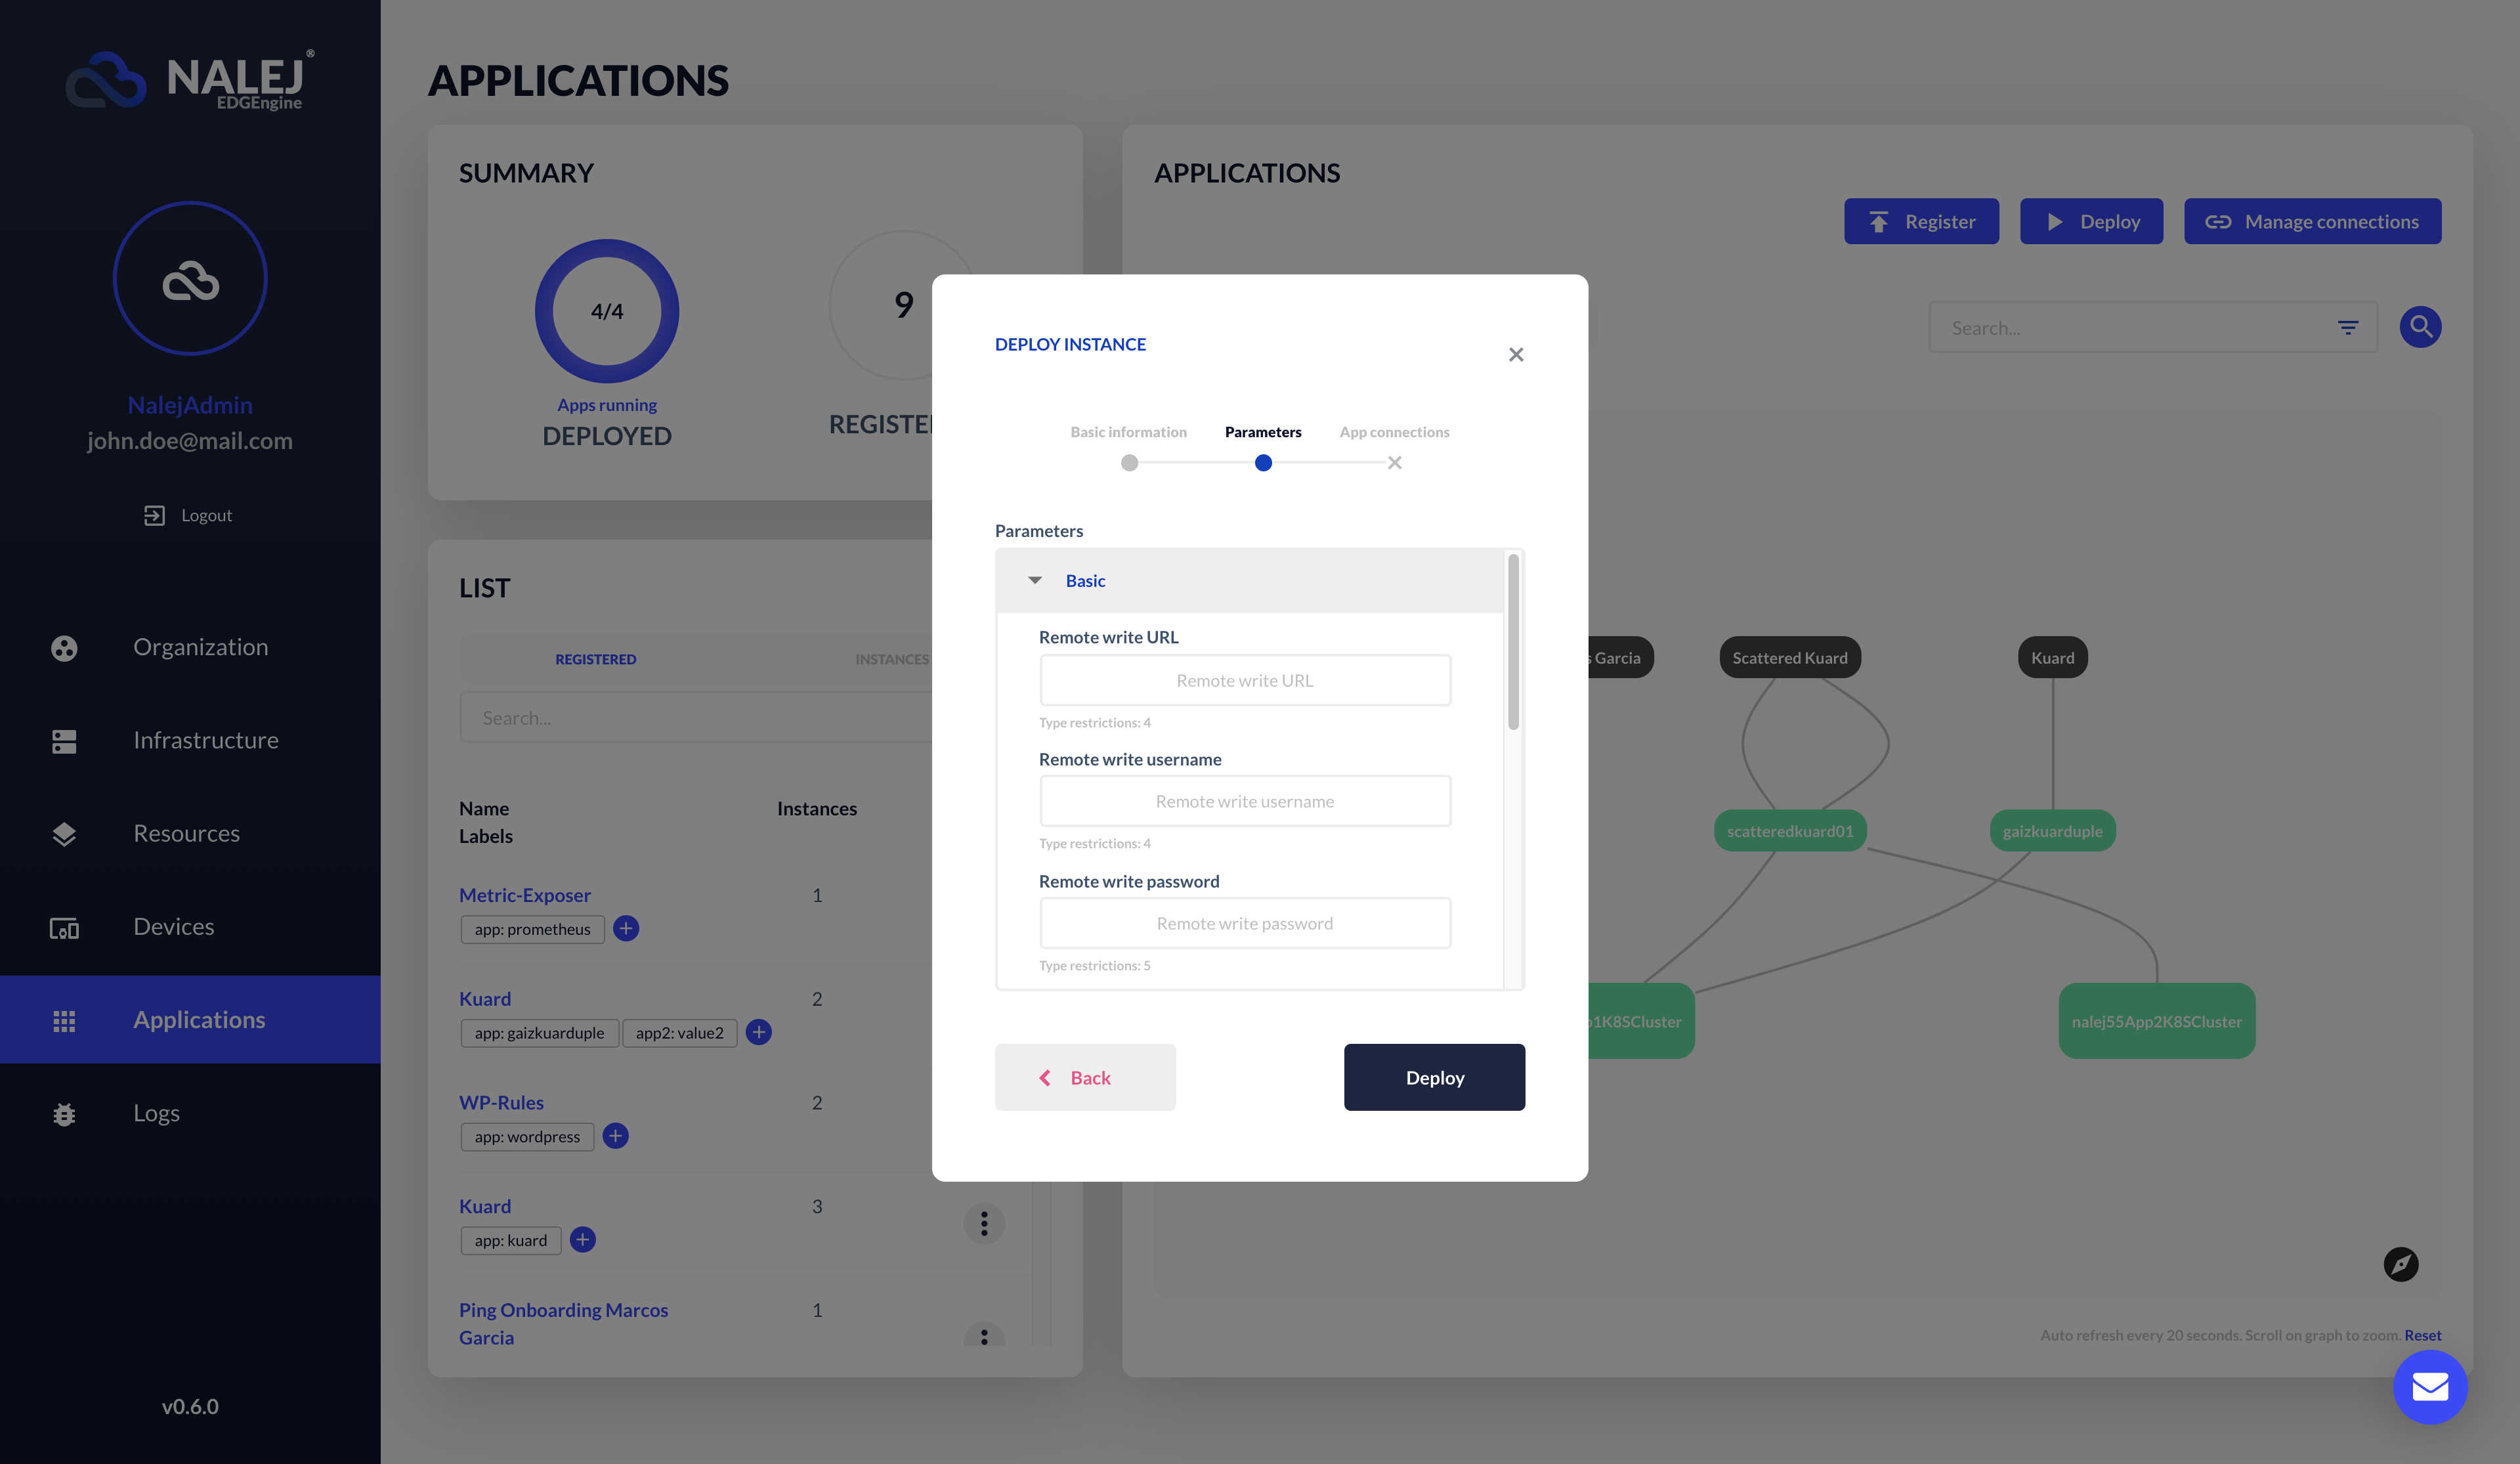 NALEJ®
EDGEngine
NalejAdmin
john.doe@mail.com
Logout
Organization
Infrastructure
Resources
Devices
Applications
Logs
v0.6.0
APPLICATIONS
SUMMARY
4/4
Apps running
DEPLOYED
9
REGISTE
LIST
REGISTERED
INSTANCES
Search...
Name
Labels
Instances
Metric-Exposer
1
app: prometheus
Kuard
2
app: gaizkuarduple
app2: value2
WP-Rules
2
app: wordpress
Kuard
3
app: kuard
Ping Onboarding Marcos
Garcia
1
APPLICATIONS
Register
Deploy
Manage connections
Search...
s Garcia
Scattered Kuard
Kuard
scatteredkuard01
gaizkuarduple
1K8SCluster
nalej55App2K8SCluster
Auto refresh every 20 seconds. Scroll on graph to zoom. Reset
DEPLOY INSTANCE
Basic information
Parameters
App connections
Parameters
Basic
Remote write URL
Remote write URL
Type restrictions: 4
Remote write username
Remote write username
Type restrictions: 4
Remote write password
Remote write password
Type restrictions: 5
Back
Deploy